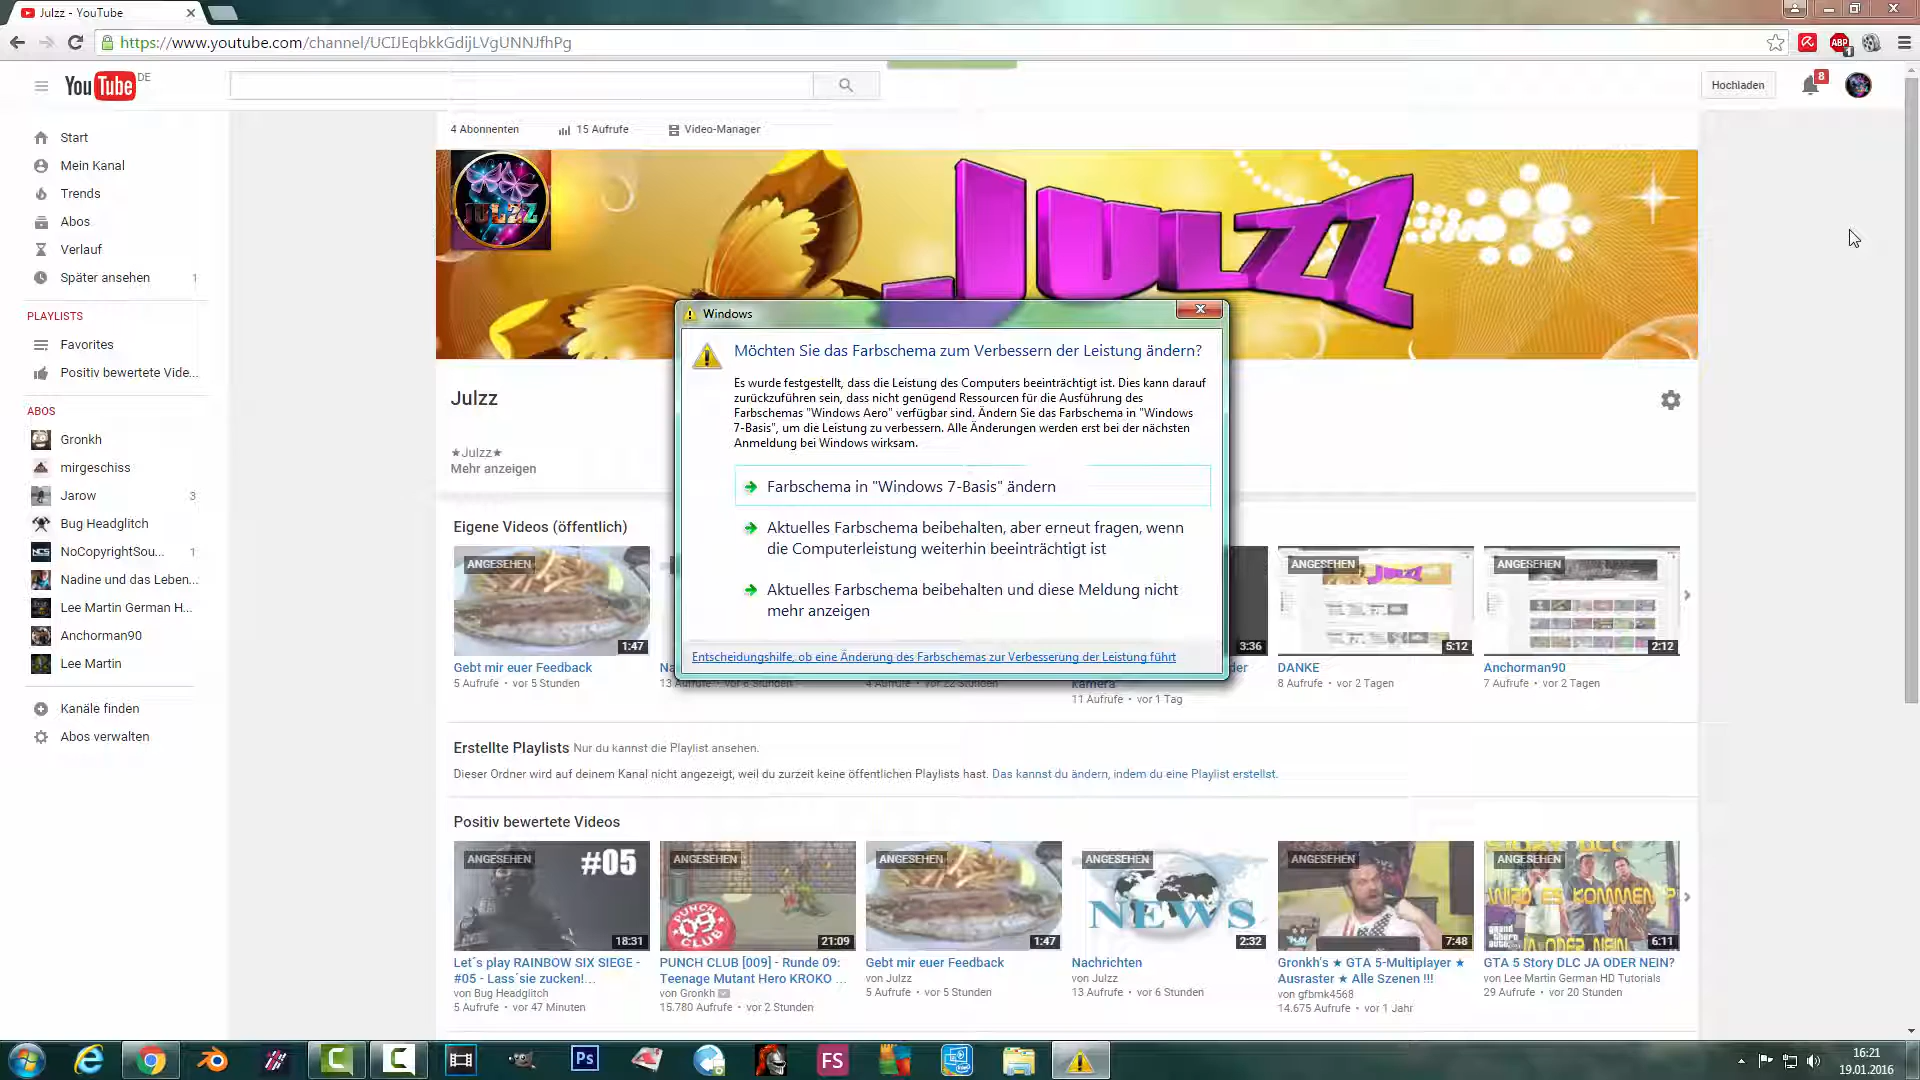 Julzz - YouTube
https://www.youtube.com/channel/UCIJEqbkkGdijLVgUNNJfhPg
ABP
1
YouTube DE
Hochladen
8
4 Abonnenten
15 Aufrufe
Video-Manager
Start
Mein Kanal
Trends
Abos
Verlauf
Später ansehen 1
PLAYLISTS
Favorites
Positiv bewertete Vide...
ABOS
Gronkh
mirgeschiss
Jarow 3
Bug Headglitch
NoCopyrightSou... 1
Nadine und das Leben...
Lee Martin German H...
Anchorman90
Lee Martin
Kanäle finden
Abos verwalten
JULZZ
JULZZ
Julzz
★Julzz★
Mehr anzeigen
Windows
Möchten Sie das Farbschema zum Verbessern der Leistung ändern?
Es wurde festgestellt, dass die Leistung des Computers beeinträchtigt ist. Dies kann darauf
zurückzuführen sein, dass nicht genügend Ressourcen für die Ausführung des
Farbschemas "Windows Aero" verfügbar sind. Ändern Sie das Farbschema in "Windows
7-Basis", um die Leistung zu verbessern. Alle Änderungen werden erst bei der nächsten
Anmeldung bei Windows wirksam.
Farbschema in "Windows 7-Basis" ändern
Aktuelles Farbschema beibehalten, aber erneut fragen, wenn
die Computerleistung weiterhin beeinträchtigt ist
Aktuelles Farbschema beibehalten und diese Meldung nicht
mehr anzeigen
Entscheidungshilfe, ob eine Änderung des Farbschemas zur Verbesserung der Leistung führt
Eigene Videos (öffentlich)
ANGESEHEN
1:47
Gebt mir euer Feedback
5 Aufrufe • vor 5 Stunden
3:36
11 Aufrufe • vor 1 Tag
ANGESEHEN
5:12
DANKE
8 Aufrufe • vor 2 Tagen
ANGESEHEN
2:12
Anchorman90
7 Aufrufe • vor 2 Tagen
Erstellte Playlists Nur du kannst die Playlist ansehen.
Dieser Ordner wird auf deinem Kanal nicht angezeigt, weil du zurzeit keine öffentlichen Playlists hast. Das kannst du ändern, indem du eine Playlist erstellst.
Positiv bewertete Videos
ANGESEHEN
#05
18:31
Let´s play RAINBOW SIX SIEGE -
#05 - Lass´sie zucken!...
von Bug Headglitch
5 Aufrufe • vor 47 Minuten
ANGESEHEN
PUNCH
09
CLUB
21:09
PUNCH CLUB [009] - Runde 09:
Teenage Mutant Hero KROKO ...
von Gronkh
15.780 Aufrufe • vor 2 Stunden
ANGESEHEN
1:47
Gebt mir euer Feedback
von Julzz
5 Aufrufe • vor 5 Stunden
ANGESEHEN
NEWS
2:32
Nachrichten
von Julzz
13 Aufrufe • vor 6 Stunden
ANGESEHEN
7:48
Gronkh's ★ GTA 5-Multiplayer ★
Ausraster ★ Alle Szenen !!!
von gfbmk4568
14.675 Aufrufe • vor 1 Jahr
ANGESEHEN
WIRD ES KOMMEN ?
JA ODER NEIN
6:11
GTA 5 Story DLC JA ODER NEIN?
von Lee Martin German HD Tutorials
29 Aufrufe • vor 20 Stunden
Ps
FS
16:21
19.01.2016